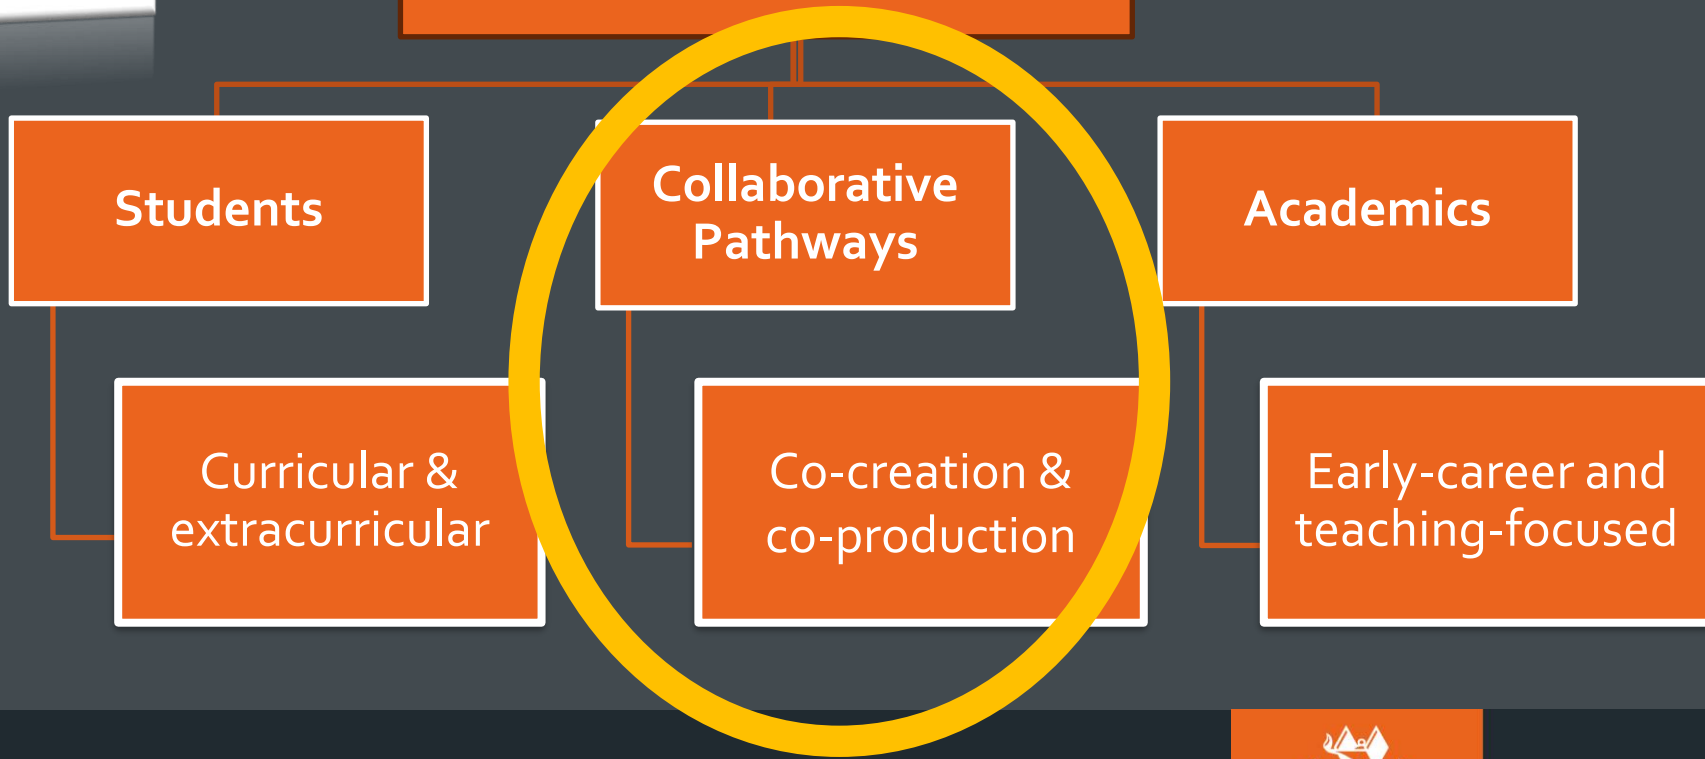 Students
Collaborative
Pathways
Academics
Curricular &
extracurricular
Co-creation &
co-production
Early-career and
teaching-focused